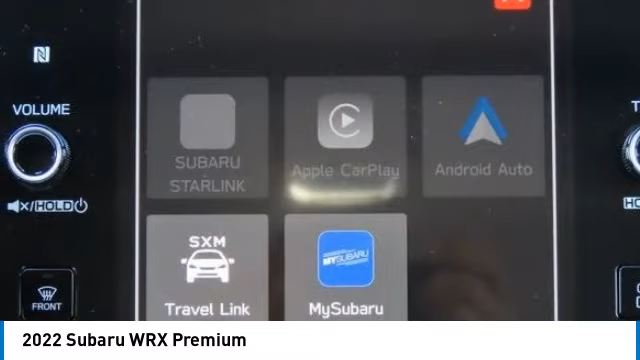 VOLUME
SUBARU
STARLINK
Apple CarPlay
Android Auto
/HOLD
SXM
Travel Link
MYSUBARU
MySubaru
FRONT
2022 Subaru WRX Premium